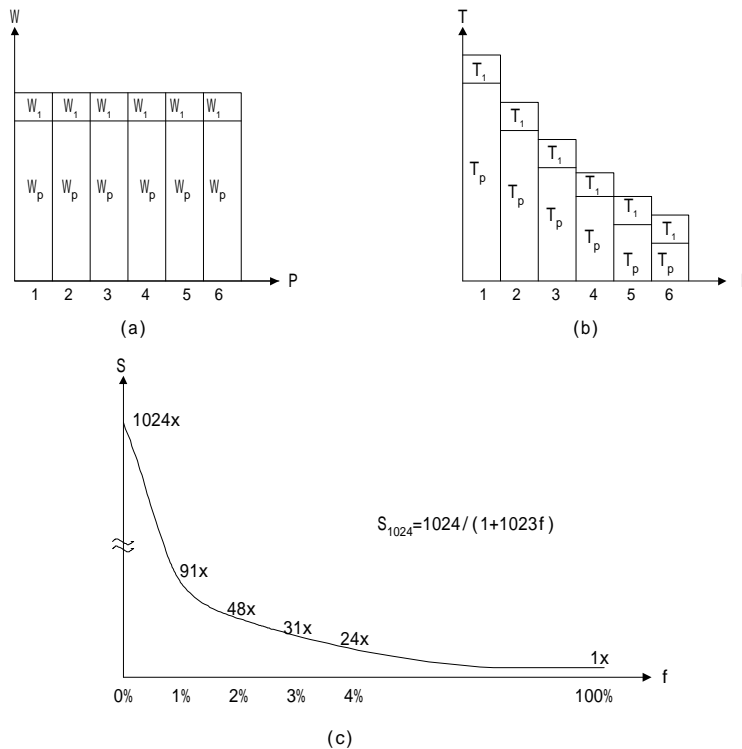 W
W₁ W₁ W₁ W₁ W₁ W₁
Wₚ Wₚ Wₚ Wₚ Wₚ Wₚ
P
1 2 3 4 5 6
(a)
T
T₁
T₁
T₁
T₁
T₁
T₁
Tₚ
Tₚ
Tₚ
Tₚ
Tₚ
Tₚ
1 2 3 4 5 6
(b)
S
1024x
S₁₀₂₄=1024/(1+1023f)
91x
48x
31x
24x
1x
f
0% 1% 2% 3% 4% 100%
(c)